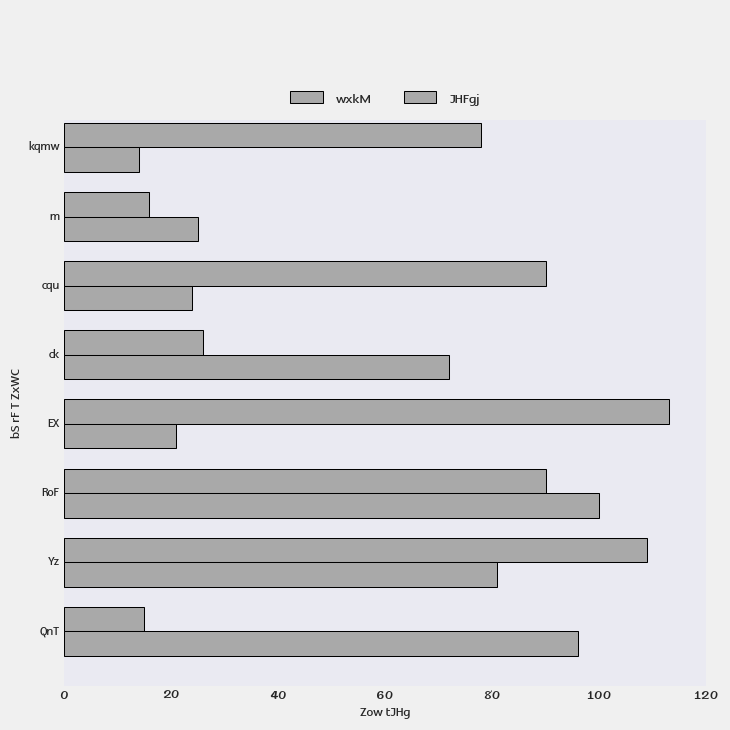 wxkM JHFgj
kqmw
m
cqu
ck
EX
RoF
Yz
QnT
bS rF T ZxWC
0 20 40 60 80 100 120
Zow tJHg